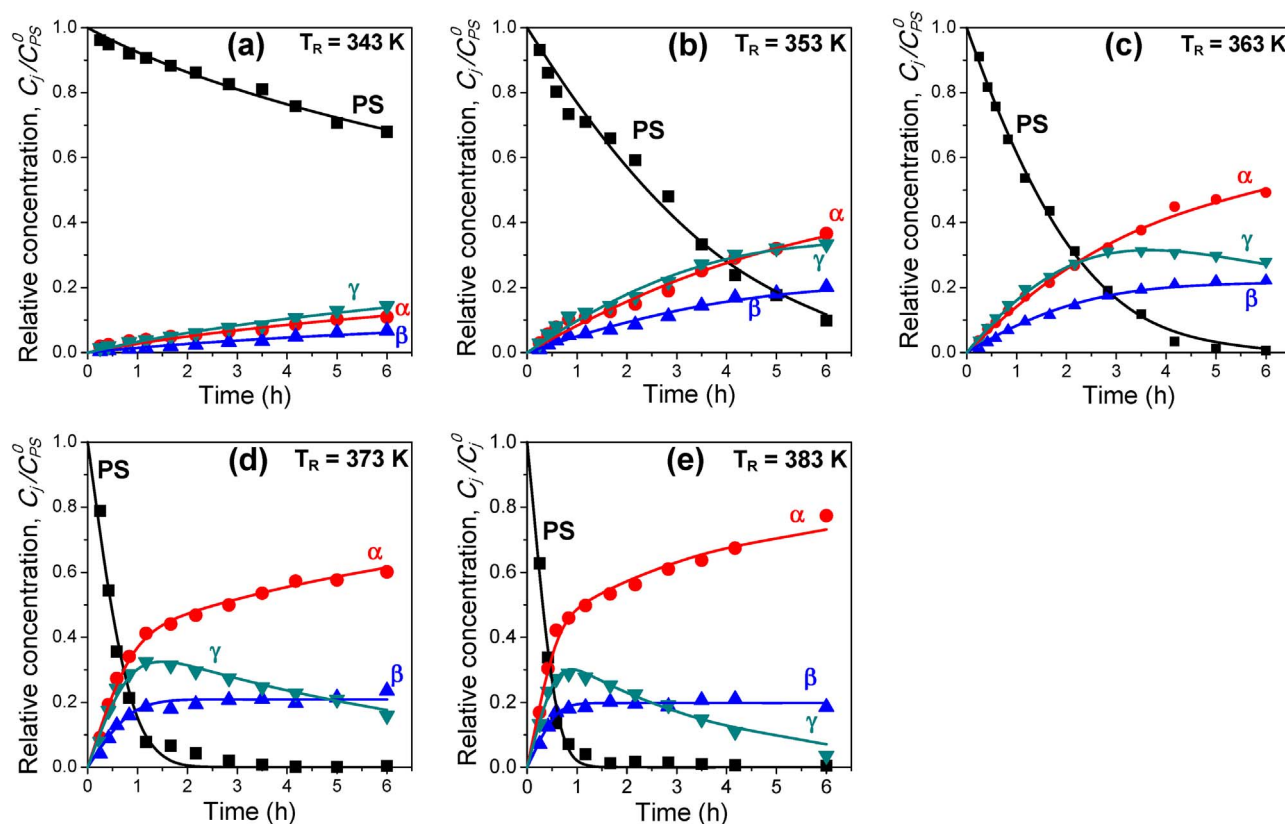 (a) T_R = 343 K
Relative concentration, C_j/C_PS^0
1.0
0.8
0.6
0.4
0.2
0.0
PS
γ
α
β
0 1 2 3 4 5 6
Time (h)
(b) T_R = 353 K
Relative concentration, C_j/C_PS^0
1.0
0.8
0.6
0.4
0.2
0.0
PS
α
γ
β
0 1 2 3 4 5 6
Time (h)
(c) T_R = 363 K
Relative concentration, C_j/C_PS^0
1.0
0.8
0.6
0.4
0.2
0.0
PS
α
γ
β
0 1 2 3 4 5 6
Time (h)
(d) T_R = 373 K
Relative concentration, C_j/C_PS^0
1.0
0.8
0.6
0.4
0.2
0.0
PS
α
γ
β
0 1 2 3 4 5 6
Time (h)
(e) T_R = 383 K
Relative concentration, C_j/C_j^0
1.0
0.8
0.6
0.4
0.2
0.0
PS
α
β
γ
0 1 2 3 4 5 6
Time (h)